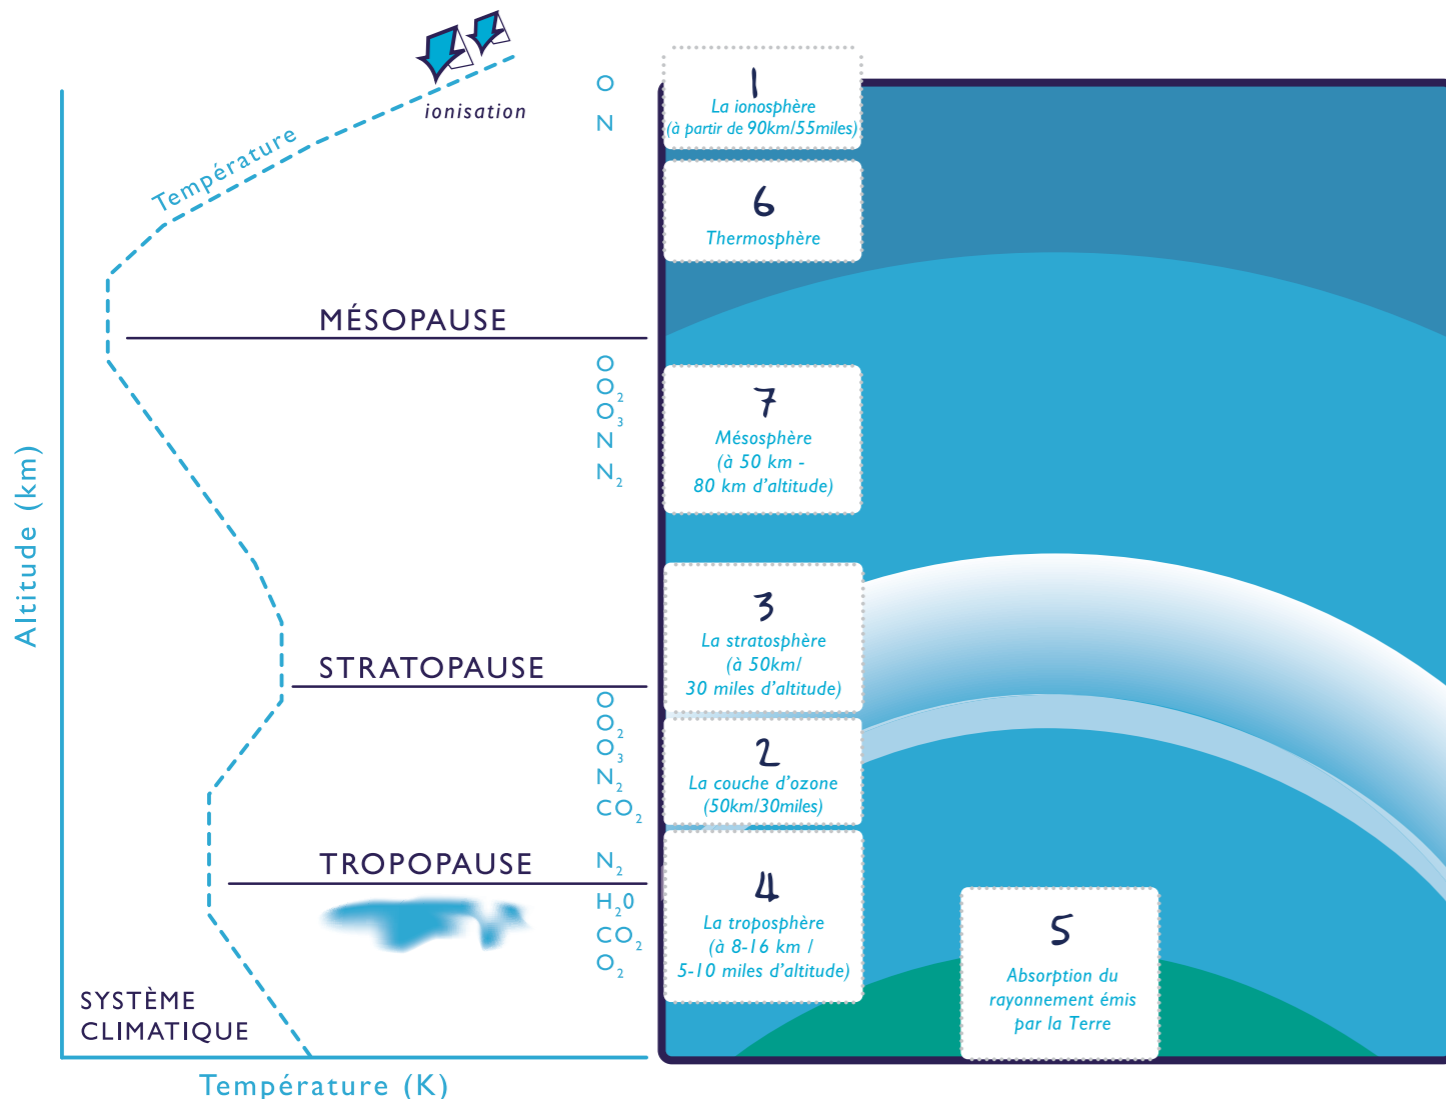 ionisation
Température
O
N
1
La ionosphère
(à partir de 90km/55miles)
6
Thermosphère
MÉSOPAUSE
O
O₂
O₃
N
N₂
7
Mésosphère
(à 50 km -
80 km d'altitude)
Altitude (km)
3
La stratosphère
(à 50km/
30 miles d'altitude)
STRATOPAUSE
O
O₂
O₃
N₂
CO₂
2
La couche d'ozone
(50km/30miles)
TROPOPAUSE
N₂
H₂0
CO₂
O₂
4
La troposphère
(à 8-16 km /
5-10 miles d'altitude)
5
Absorption du
rayonnement émis
par la Terre
SYSTÈME
CLIMATIQUE
Température (K)